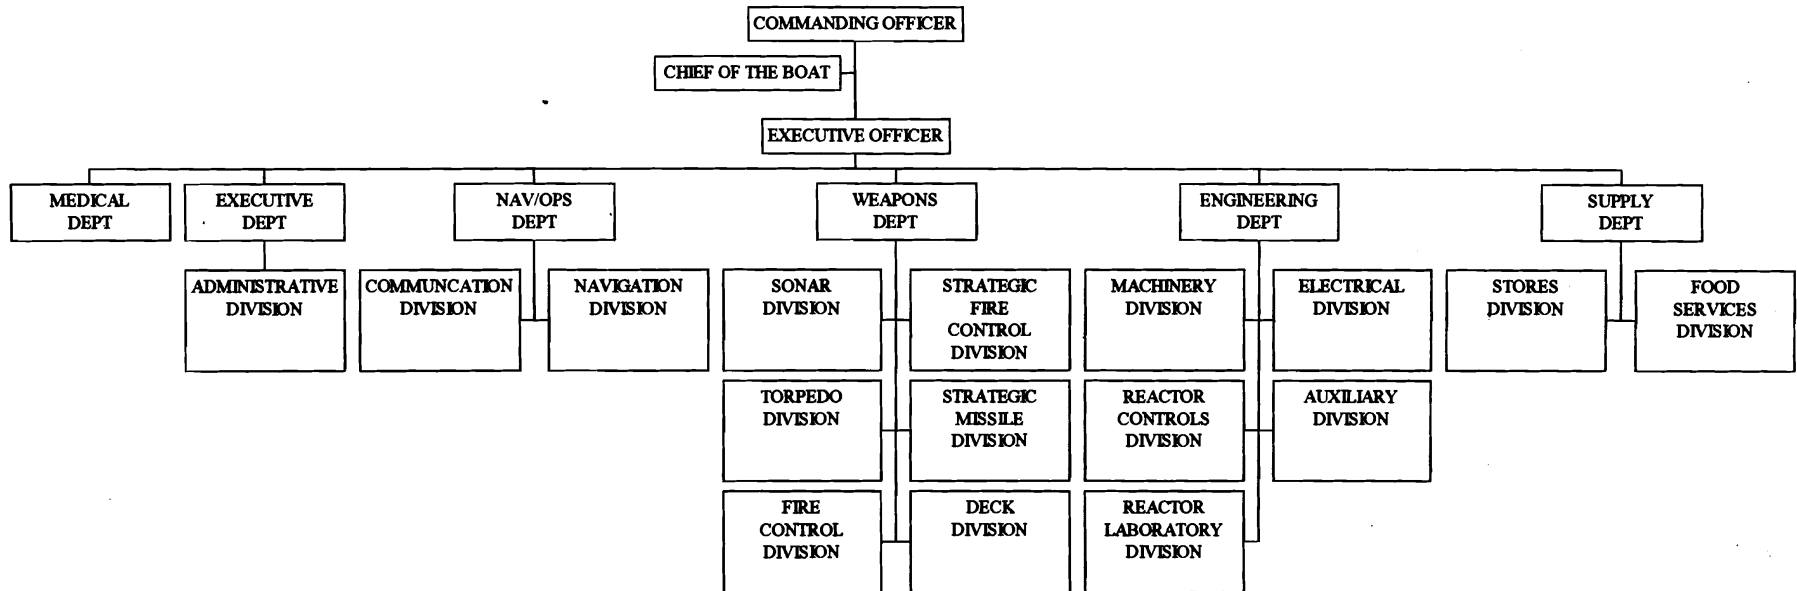 COMMANDING OFFICER
CHIEF OF THE BOAT
EXECUTIVE OFFICER
MEDICAL
DEPT
EXECUTIVE
DEPT
NAV/OPS
DEPT
WEAPONS
DEPT
ENGINEERING
DEPT
SUPPLY
DEPT
ADMINISTRATIVE
DIVISION
COMMUNCATION
DIVISION
NAVIGATION
DIVISION
SONAR
DIVISION
STRATEGIC
FIRE
CONTROL
DIVISION
MACHINERY
DIVISION
ELECTRICAL
DIVISION
STORES
DIVISION
FOOD
SERVICES
DIVISION
TORPEDO
DIVISION
STRATEGIC
MISSILE
DIVISION
REACTOR
CONTROLS
DIVISION
AUXILIARY
DIVISION
FIRE
CONTROL
DIVISION
DECK
DIVISION
REACTOR
LABORATORY
DIVISION